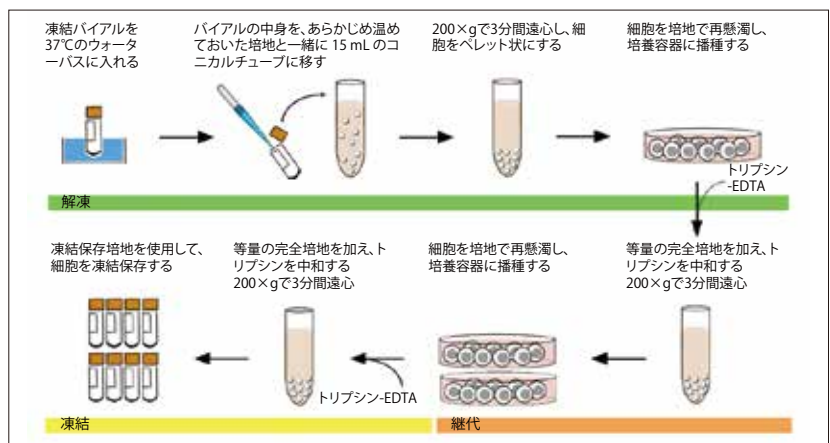 凍結バイアルを
37℃のウォータ
ーバスに入れる
バイアルの中身を、あらかじめ温め
ておいた培地と一緒に 15 mL のコ
ニカルチューブに移す
200×gで3分間遠心し、細
胞をペレット状にする
細胞を培地で再懸濁し、
培養容器に播種する
トリプシン
-EDTA
解凍
等量の完全培地を加え、ト
リプシンを中和する
200×gで3分間遠心
細胞を培地で再懸濁し、
培養容器に播種する
等量の完全培地を加え、ト
リプシンを中和する
200×gで3分間遠心
凍結保存培地を使用して、
細胞を凍結保存する
トリプシン-EDTA
継代
凍結